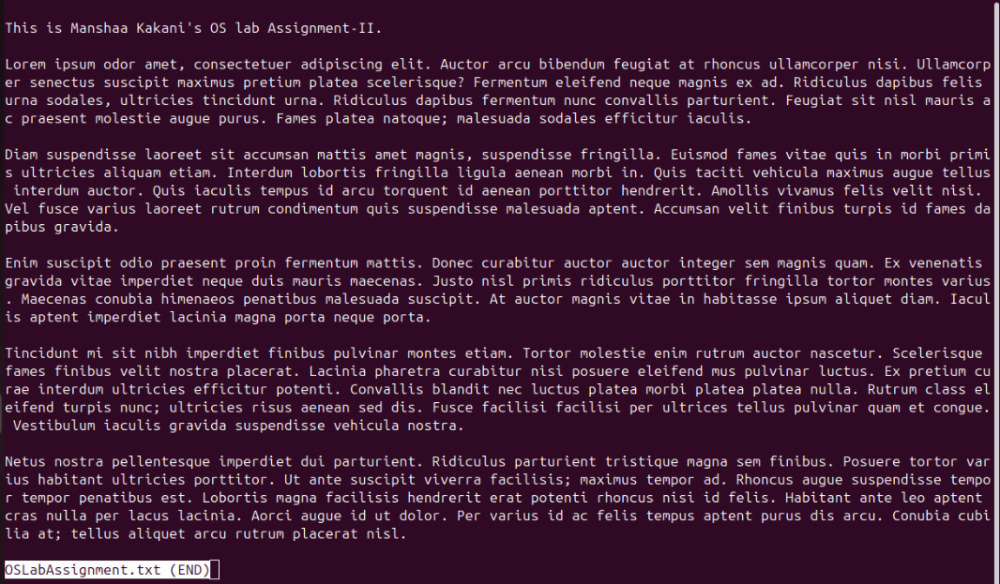 This is Manshaa Kakani's OS lab Assignment-II.
Lorem ipsum odor amet, consectetuer adipiscing elit. Auctor arcu bibendum feugiat at rhoncus ullamcorper nisi. Ullamcorp
er senectus suscipit maximus pretium platea scelerisque? Fermentum eleifend neque magnis ex ad. Ridiculus dapibus felis
urna sodales, ultricies tincidunt urna. Ridiculus dapibus fermentum nunc convallis parturient. Feugiat sit nisl mauris a
c praesent molestie augue purus. Fames platea natoque; malesuada sodales efficitur iaculis.
Diam suspendisse laoreet sit accumsan mattis amet magnis, suspendisse fringilla. Euismod fames vitae quis in morbi primi
s ultricies aliquam etiam. Interdum lobortis fringilla ligula aenean morbi in. Quis taciti vehicula maximus augue tellus
interdum auctor. Quis iaculis tempus id arcu torquent id aenean porttitor hendrerit. Amollis vivamus felis velit nisi.
Vel fusce varius laoreet rutrum condimentum quis suspendisse malesuada aptent. Accumsan velit finibus turpis id fames da
pibus gravida.
Enim suscipit odio praesent proin fermentum mattis. Donec curabitur auctor auctor integer sem magnis quam. Ex venenatis
gravida vitae imperdiet neque duis mauris maecenas. Justo nisl primis ridiculus porttitor fringilla tortor montes varius
. Maecenas conubia himenaeos penatibus malesuada suscipit. At auctor magnis vitae in habitasse ipsum aliquet diam. Iacul
is aptent imperdiet lacinia magna porta neque porta.
Tincidunt mi sit nibh imperdiet finibus pulvinar montes etiam. Tortor molestie enim rutrum auctor nascetur. Scelerisque
fames finibus velit nostra placerat. Lacinia pharetra curabitur nisi posuere eleifend mus pulvinar luctus. Ex pretium cu
rae interdum ultricies efficitur potenti. Convallis blandit nec luctus platea morbi platea platea nulla. Rutrum class el
eifend turpis nunc; ultricies risus aenean sed dis. Fusce facilisi facilisi per ultrices tellus pulvinar quam et congue.
Vestibulum iaculis gravida suspendisse vehicula nostra.
Netus nostra pellentesque imperdiet dui parturient. Ridiculus parturient tristique magna sem finibus. Posuere tortor var
ius habitant ultricies porttitor. Ut ante suscipit viverra facilisis; maximus tempor ad. Rhoncus augue suspendisse tempo
r tempor penatibus est. Lobortis magna facilisis hendrerit erat potenti rhoncus nisi id felis. Habitant ante leo aptent
cras nulla per lacus lacinia. Aorci augue id ut dolor. Per varius id ac felis tempus aptent purus dis arcu. Conubia cubi
lia at; tellus aliquet arcu rutrum placerat nisl.
OSLabAssignment.txt (END)